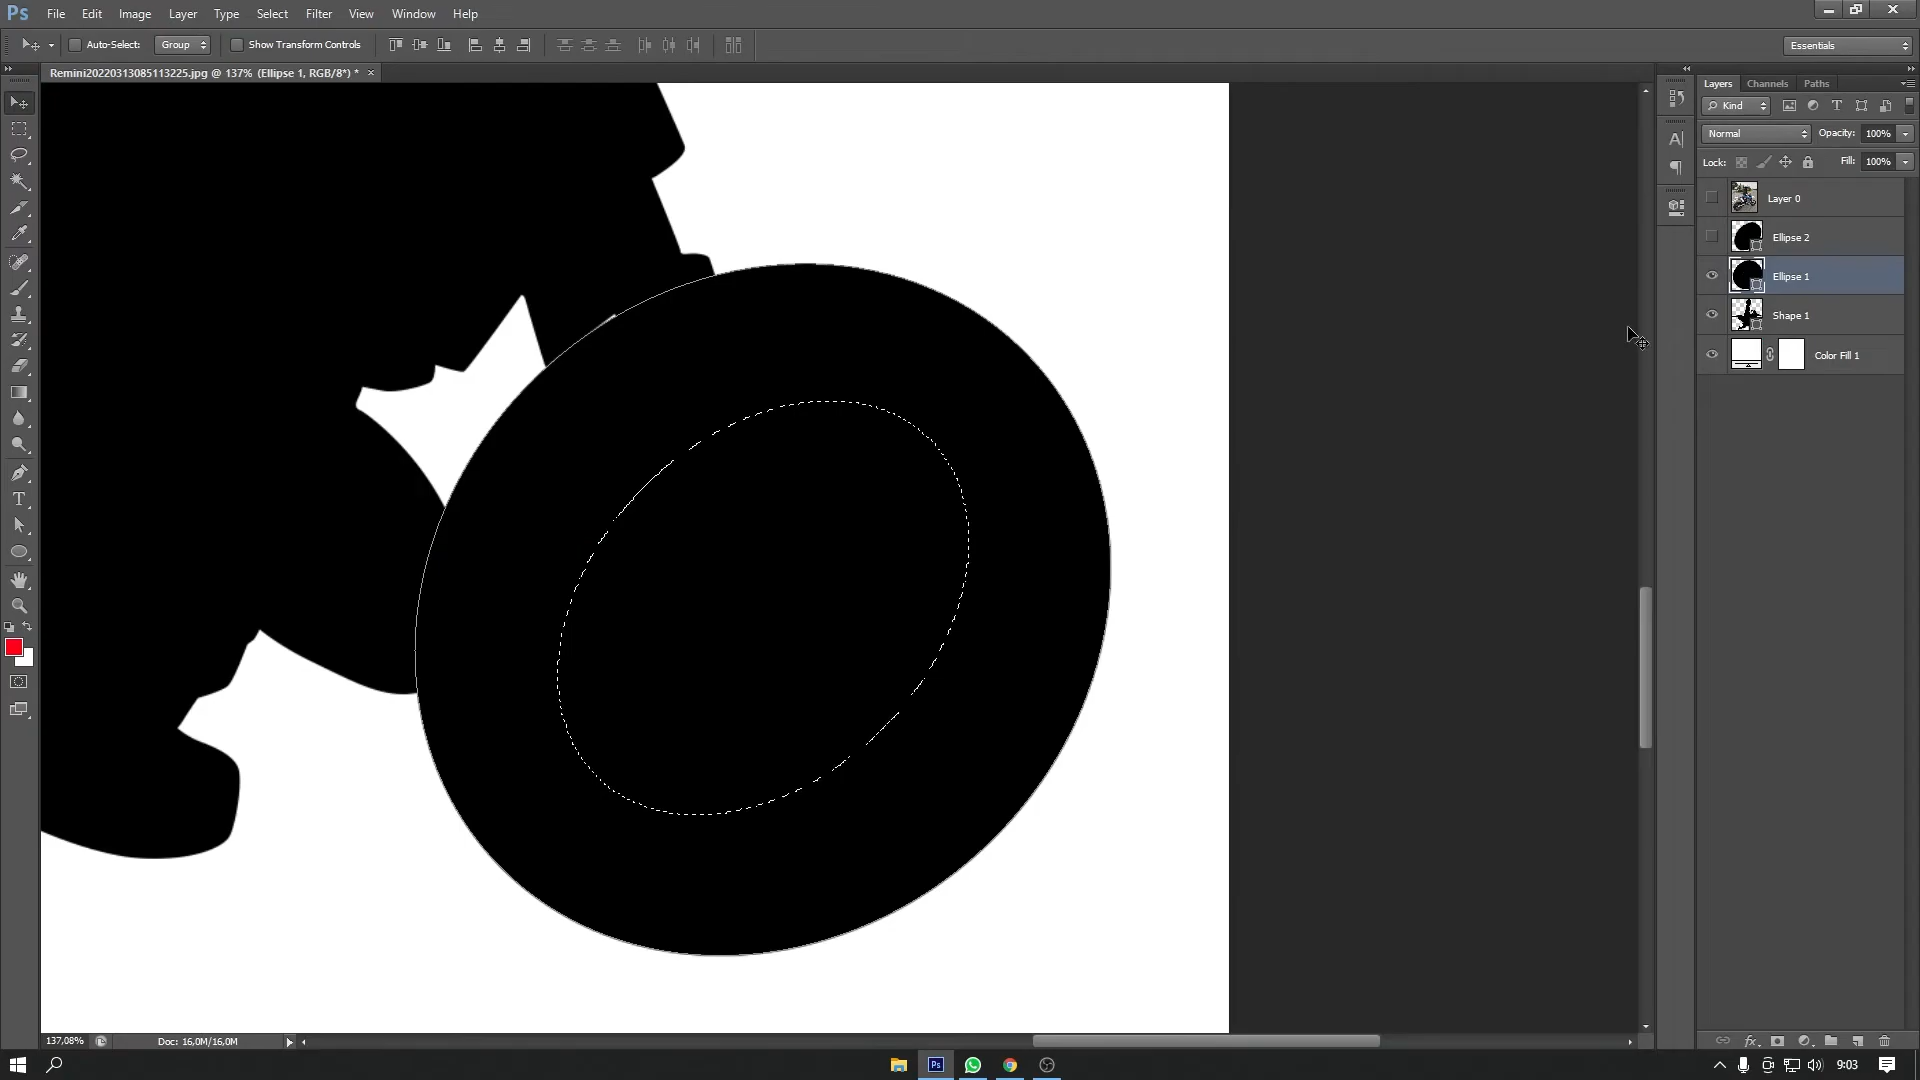 Ps File Edit Image Layer Type Select Filter View Window Help
Auto-Select: Group Show Transform Controls Essentials
Remini20220313085113225.jpg @ 137% (Ellipse 1, RGB/8*) * ×
Layers Channels Paths
Kind
Normal Opacity: 100%
Lock: Fill: 100%
Layer 0
Ellipse 2
Ellipse 1
Shape 1
Color Fill 1
137,08% Doc: 16,0M/16,0M
Ps 9:03